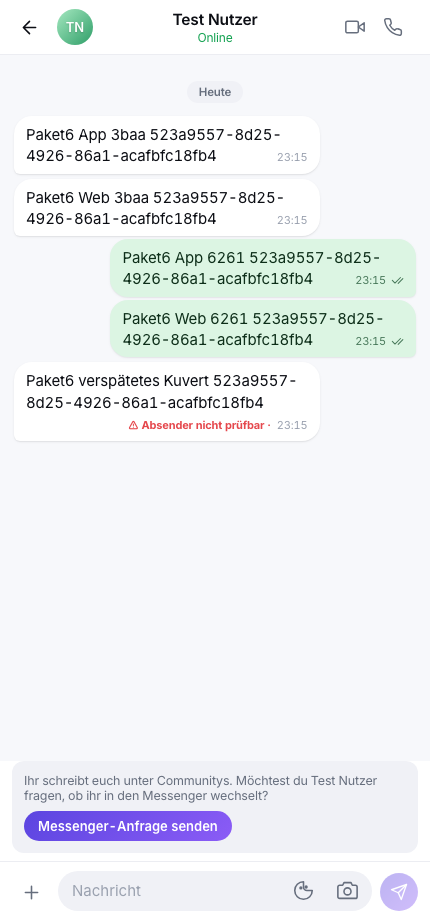 TN
Test Nutzer
Online
Heute
Paket6 App 3baa 523a9557-8d25-
4926-86a1-acafbfc18fb4 23:15
Paket6 Web 3baa 523a9557-8d25-
4926-86a1-acafbfc18fb4 23:15
Paket6 App 6261 523a9557-8d25-
4926-86a1-acafbfc18fb4 23:15
Paket6 Web 6261 523a9557-8d25-
4926-86a1-acafbfc18fb4 23:15
Paket6 verspätetes Kuvert 523a9557-
8d25-4926-86a1-acafbfc18fb4
Absender nicht prüfbar · 23:15
Ihr schreibt euch unter Communitys. Möchtest du Test Nutzer
fragen, ob ihr in den Messenger wechselt?
Messenger-Anfrage senden
Nachricht